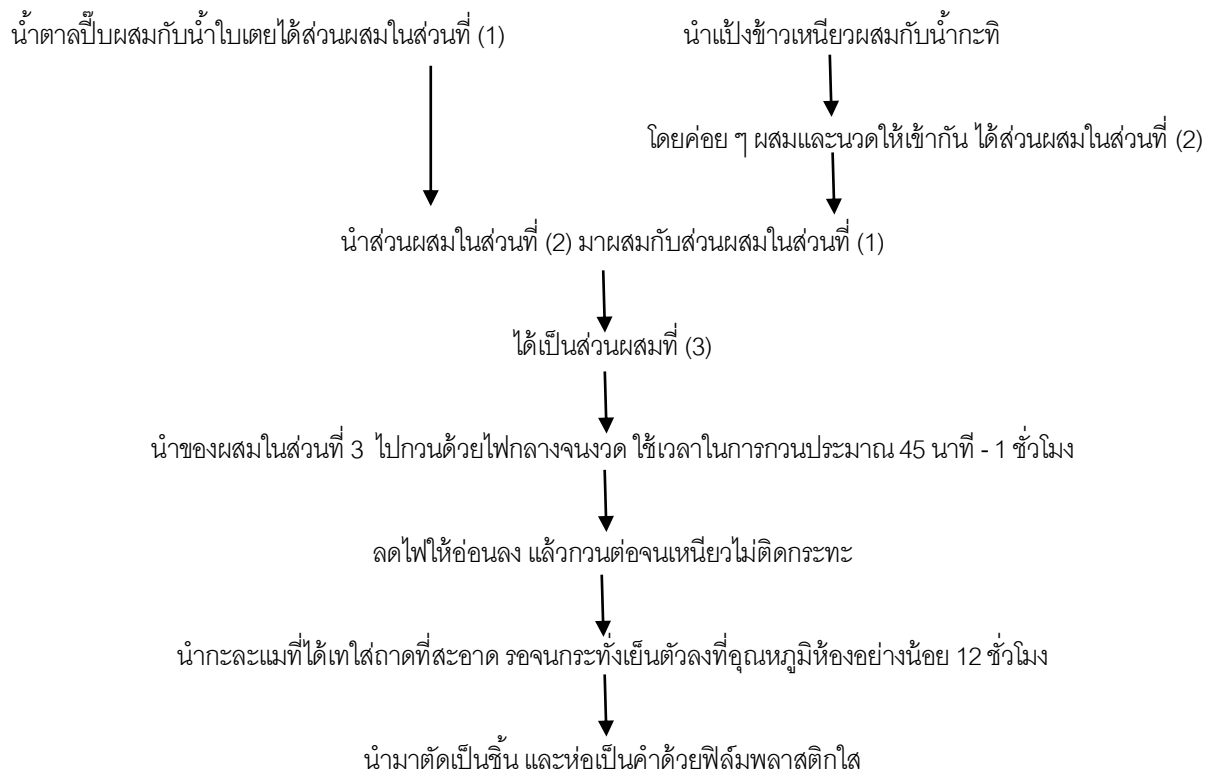 น้ำตาลปี๊บผสมกับน้ำใบเตยได้ส่วนผสมในส่วนที่ (1)
นำแป้งข้าวเหนียวผสมกับน้ำกะทิ
โดยค่อย ๆ ผสมและนวดให้เข้ากัน ได้ส่วนผสมในส่วนที่ (2)
นำส่วนผสมในส่วนที่ (2) มาผสมกับส่วนผสมในส่วนที่ (1)
ได้เป็นส่วนผสมที่ (3)
นำของผสมในส่วนที่ 3 ไปกวนด้วยไฟกลางจนงวด ใช้เวลาในการกวนประมาณ 45 นาที - 1 ชั่วโมง
ลดไฟให้อ่อนลง แล้วกวนต่อจนเหนียวไม่ติดกระทะ
นำกะละแมที่ได้เทใส่ถาดที่สะอาด รอจนกระทั่งเย็นตัวลงที่อุณหภูมิห้องอย่างน้อย 12 ชั่วโมง
นำมาตัดเป็นชิ้น และห่อเป็นคำด้วยฟิล์มพลาสติกใส